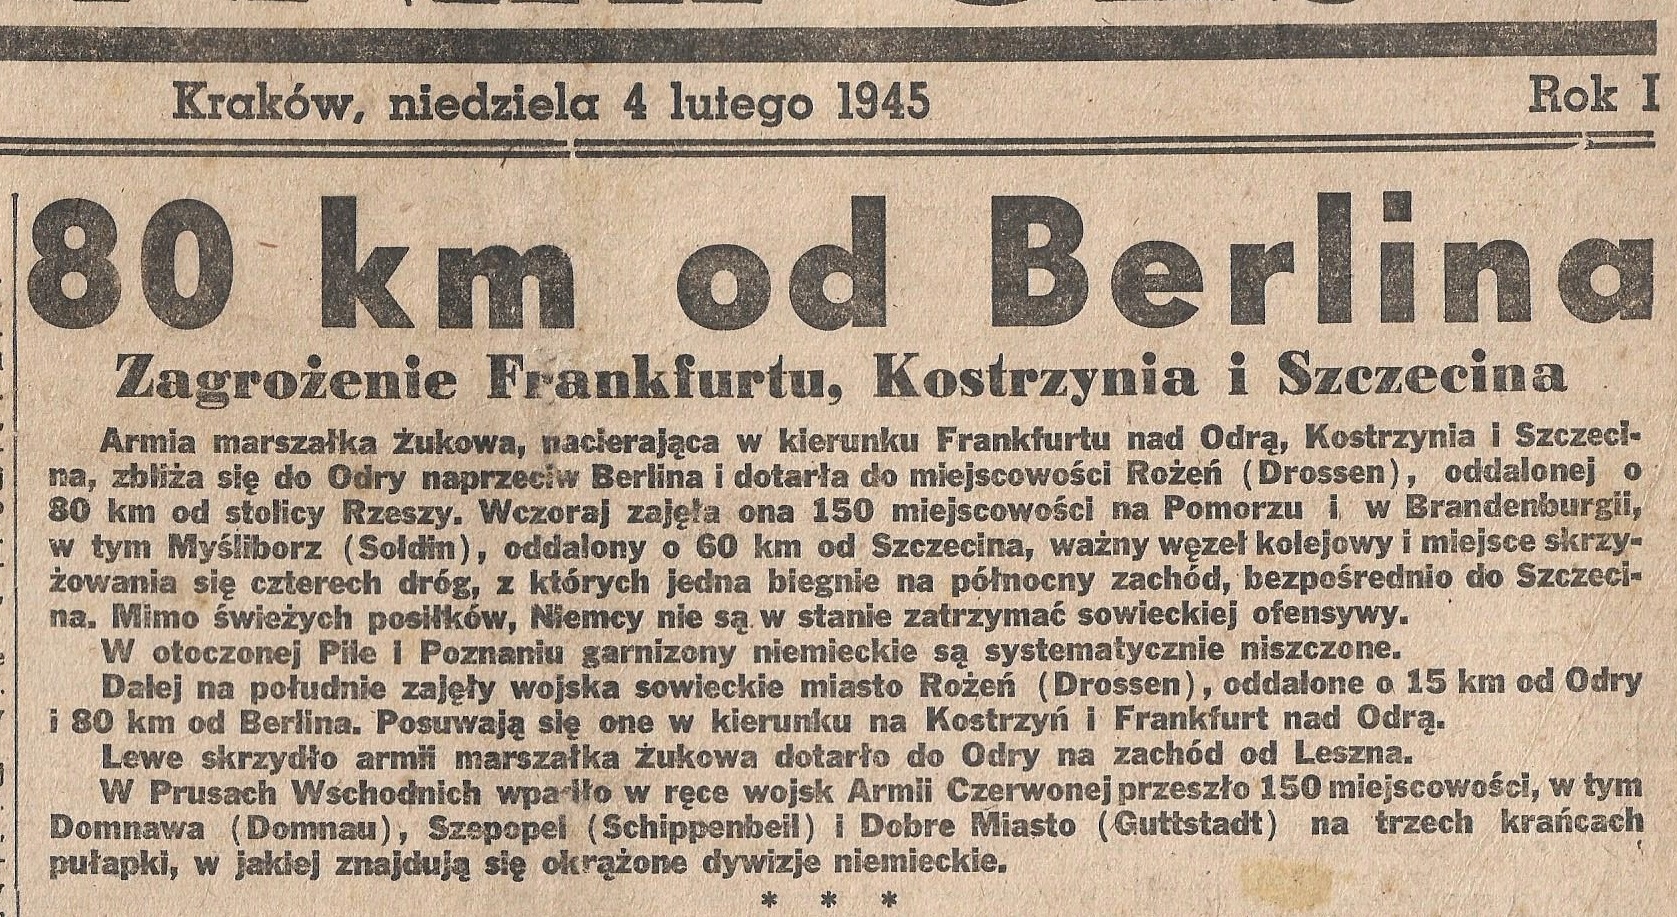 Kraków, niedziela 4 lutego 1945
Rok I
80 km od Berlina
Zagrożenie Frankfurtu, Kostrzynia i Szczecina
Armia marszałka Żukowa, nacierająca w kierunku Frankfurtu nad Odrą, Kostrzynia i Szczeci-
na, zbliża się do Odry naprzeciw Berlina i dotarła do miejscowości Rożeń (Drossen), oddalonej o
80 km od stolicy Rzeszy. Wczoraj zajęła ona 150 miejscowości na Pomorzu i w Brandenburgii,
w tym Myślibórz (Soldin), oddalony o 60 km od Szczecina, ważny węzeł kolejowy i miejsce skrzy-
żowania się czterech dróg, z których jedna biegnie na północny zachód, bezpośrednio do Szczeci-
na. Mimo świeżych posiłków, Niemcy nie są w stanie zatrzymać sowieckiej ofensywy.
W otoczonej Pile i Poznaniu garnizony niemieckie są systematycznie niszczone.
Dalej na południe zajęły wojska sowieckie miasto Rożeń (Drossen), oddalone o 15 km od Odry
i 80 km od Berlina. Posuwają się one w kierunku na Kostrzyń i Frankfurt nad Odrą.
Lewe skrzydło armii marszałka Żukowa dotarło do Odry na zachód od Leszna.
W Prusach Wschodnich wpadło w ręce wojsk Armii Czerwonej przeszło 150 miejscowości, w tym
Domnawa (Domnau), Szepopel (Schippenbeil) i Dobre Miasto (Guttstadt) na trzech krańcach
pułapki, w jakiej znajdują się okrążone dywizje niemieckie.
* * *